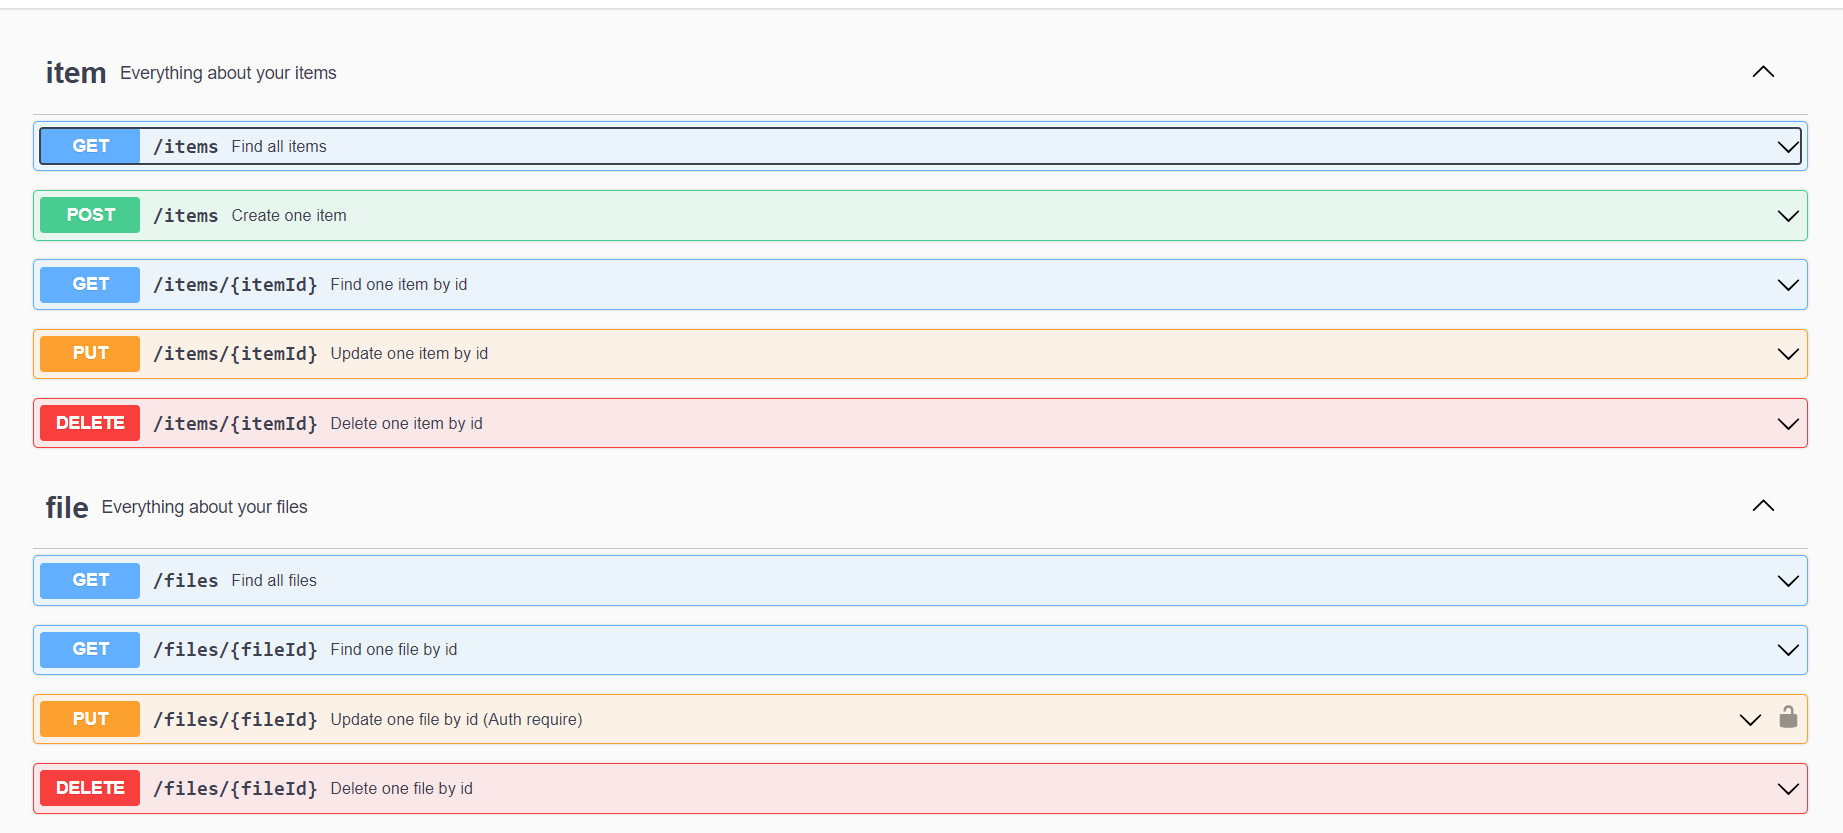 item Everything about your items
GET /items Find all items
POST /items Create one item
GET /items/{itemId} Find one item by id
PUT /items/{itemId} Update one item by id
DELETE /items/{itemId} Delete one item by id
file Everything about your files
GET /files Find all files
GET /files/{fileId} Find one file by id
PUT /files/{fileId} Update one file by id (Auth require)
DELETE /files/{fileId} Delete one file by id